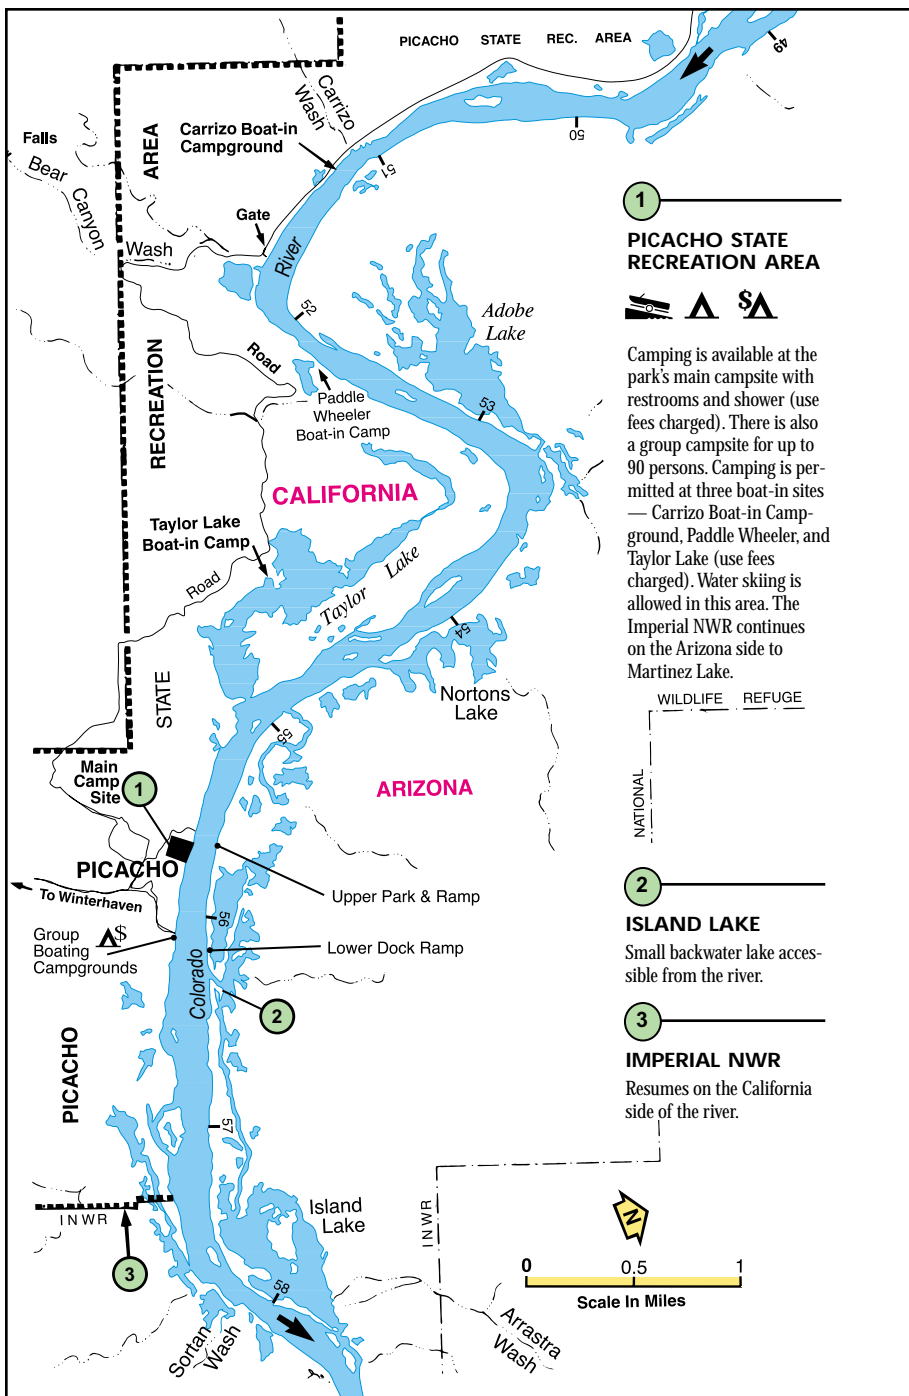 PICACHO STATE REC. AREA
49
50
51
Carrizo
Wash
Carrizo Boat-in
Campground
Falls
Bear Canyon
Wash
AREA
Gate
River
52
Adobe
Lake
Road
Paddle
Wheeler
Boat-in Camp
53
RECREATION
CALIFORNIA
Taylor Lake
Boat-in Camp
Road
Taylor Lake
54
Nortons
Lake
STATE
55
ARIZONA
Main
Camp
Site
1
PICACHO
To Winterhaven
Upper Park & Ramp
56
Group
Boating
Campgrounds
$
Lower Dock Ramp
Colorado
2
PICACHO
57
Island
Lake
INWR
INWR
3
58
Sortan
Wash
Arrastra
Wash
N
0 0.5 1
Scale In Miles
1
PICACHO STATE
RECREATION AREA
$
Camping is available at the
park's main campsite with
restrooms and shower (use
fees charged). There is also
a group campsite for up to
90 persons. Camping is per-
mitted at three boat-in sites
— Carrizo Boat-in Camp-
ground, Paddle Wheeler, and
Taylor Lake (use fees
charged). Water skiing is
allowed in this area. The
Imperial NWR continues
on the Arizona side to
Martinez Lake.
WILDLIFE REFUGE
NATIONAL
2
ISLAND LAKE
Small backwater lake acces-
sible from the river.
3
IMPERIAL NWR
Resumes on the California
side of the river.